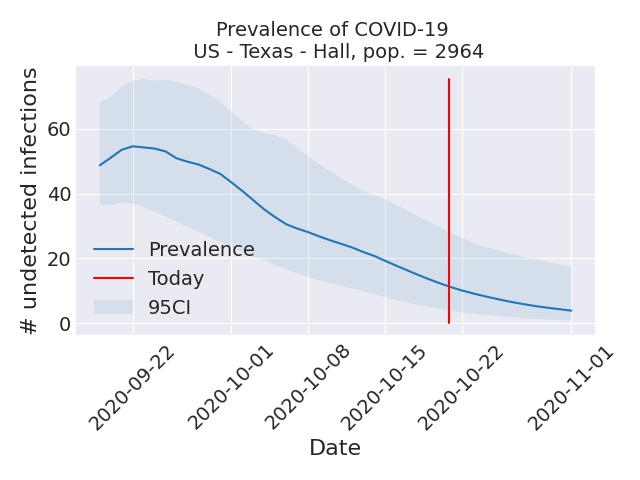 Prevalence of COVID-19
US - Texas - Hall, pop. = 2964
# undetected infections
60
40
20
0
Prevalence
Today
95CI
2020-09-22
2020-10-01
2020-10-08
2020-10-15
2020-10-22
2020-11-01
Date